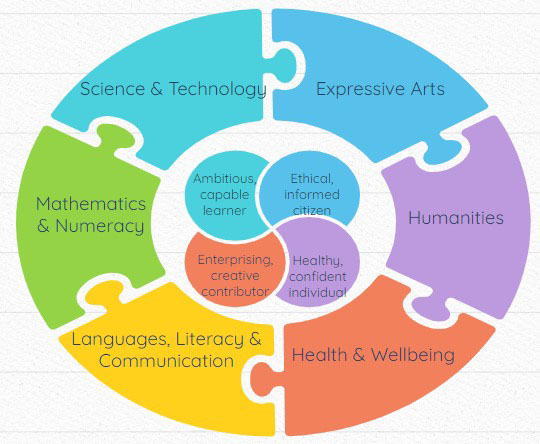 Science & Technology
Expressive Arts
Ambitious,
capable
learner
Ethical,
informed
citizen
Mathematics
& Numeracy
Humanities
Enterprising,
creative
contributor
Healthy,
confident
individual
Languages, Literacy &
Communication
Health & Wellbeing